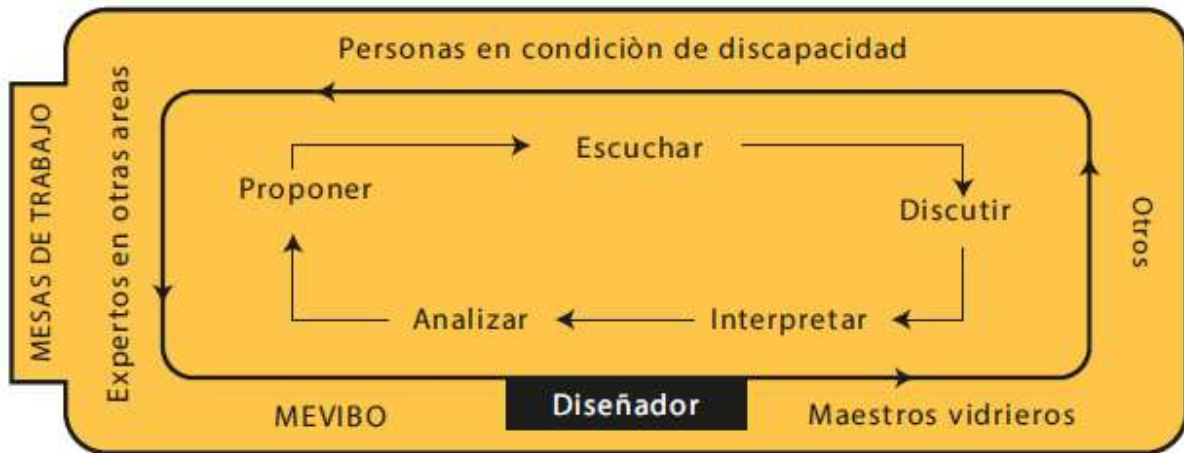 Personas en condiciòn de discapacidad
MESAS DE TRABAJO
Expertos en otras areas
Escuchar
Proponer
Discutir
Otros
Analizar
Interpretar
MEVIBO
Diseñador
Maestros vidrieros